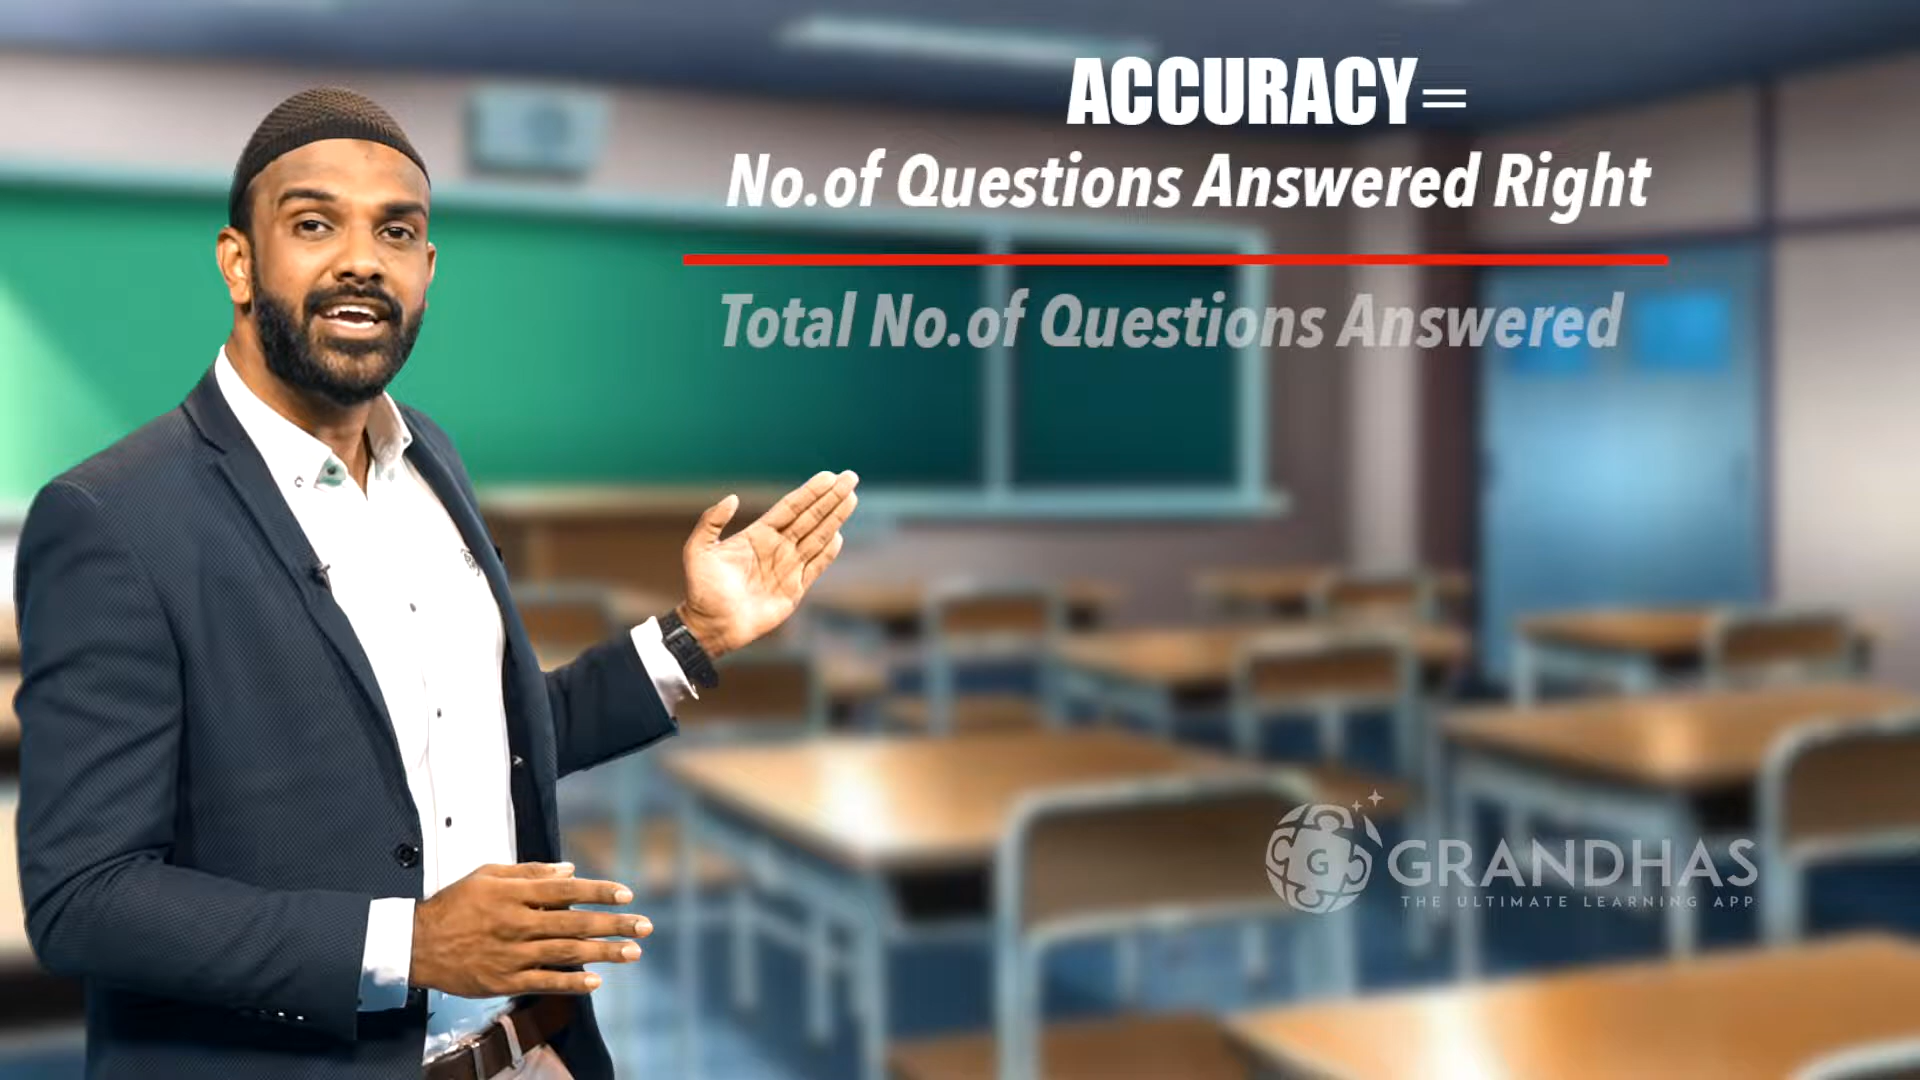 ACCURACY=
No.of Questions Answered Right
Total No.of Questions Answered
G
GRANDHAS
THE ULTIMATE LEARNING APP